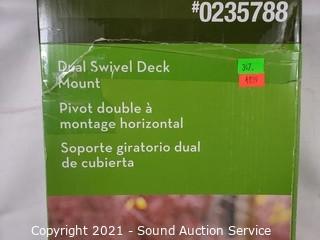 #0235788
Dual Swivel Deck
Mount
Pivot double à
montage horizontal
Soporte giratorio dual
de cubierta
367.
Copyright 2021 - Sound Auction Service